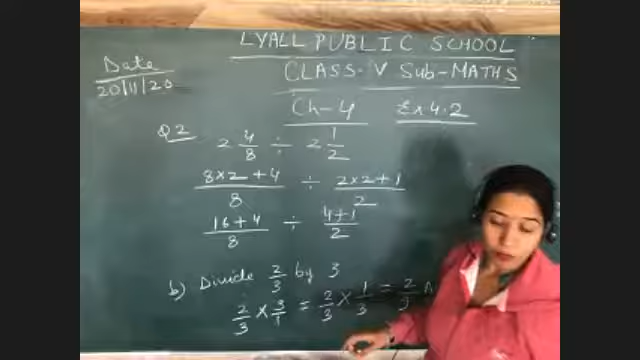 LYALL PUBLIC SCHOOL
Date
20/11/20
CLASS-V Sub-MATHS
Ch-4 Ex 4.2
Q2 2 4/8 ÷ 2 1/2
8×2+4/8 ÷ 2×2+1/2
16+4/8 ÷ 4+1/2
b) Divide 2/3 by 3
2/3 × 3/1 = 2/3 × 1/3 = 2/9 A